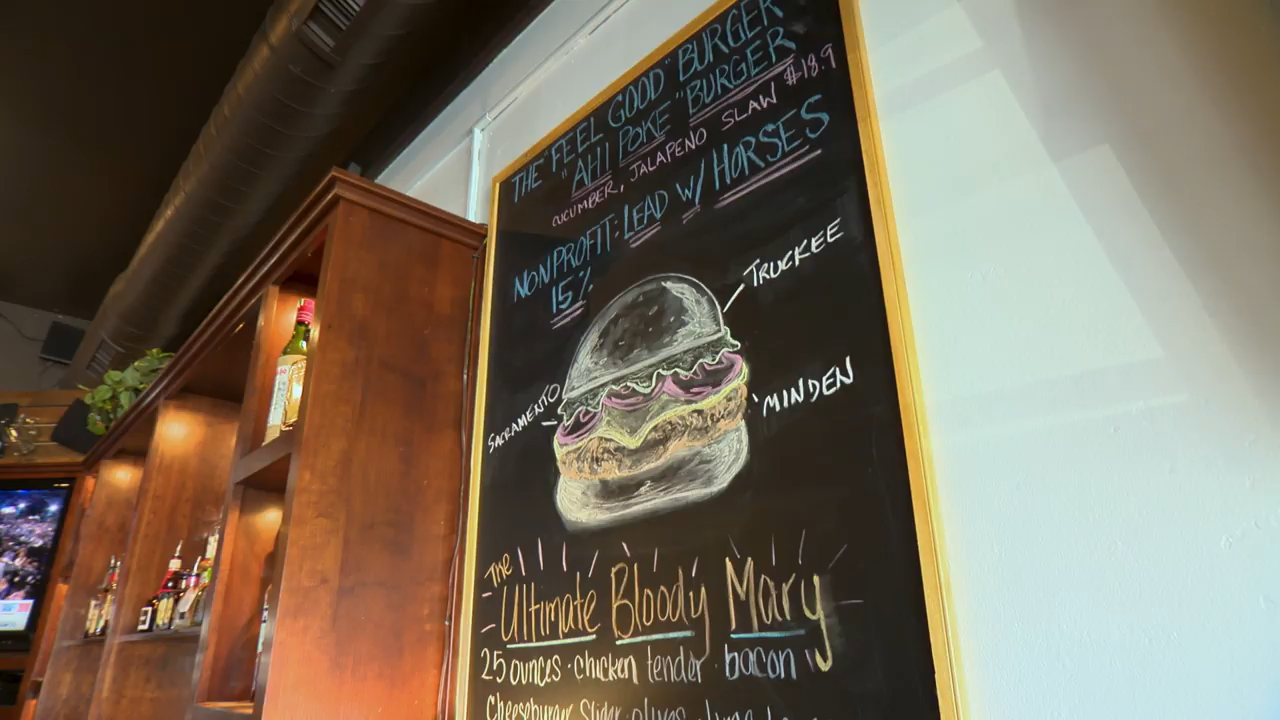 THE "FEEL GOOD" BURGER
"AHI POKE" BURGER
CUCUMBER, JALAPENO SLAW $18.9
NONPROFIT: LEAD W/ HORSES
15%
TRUCKEE
SACRAMENTO
MINDEN
The
Ultimate Bloody Mary
25 ounces · chicken tender · bacon
Cheeseburger Slider · olives